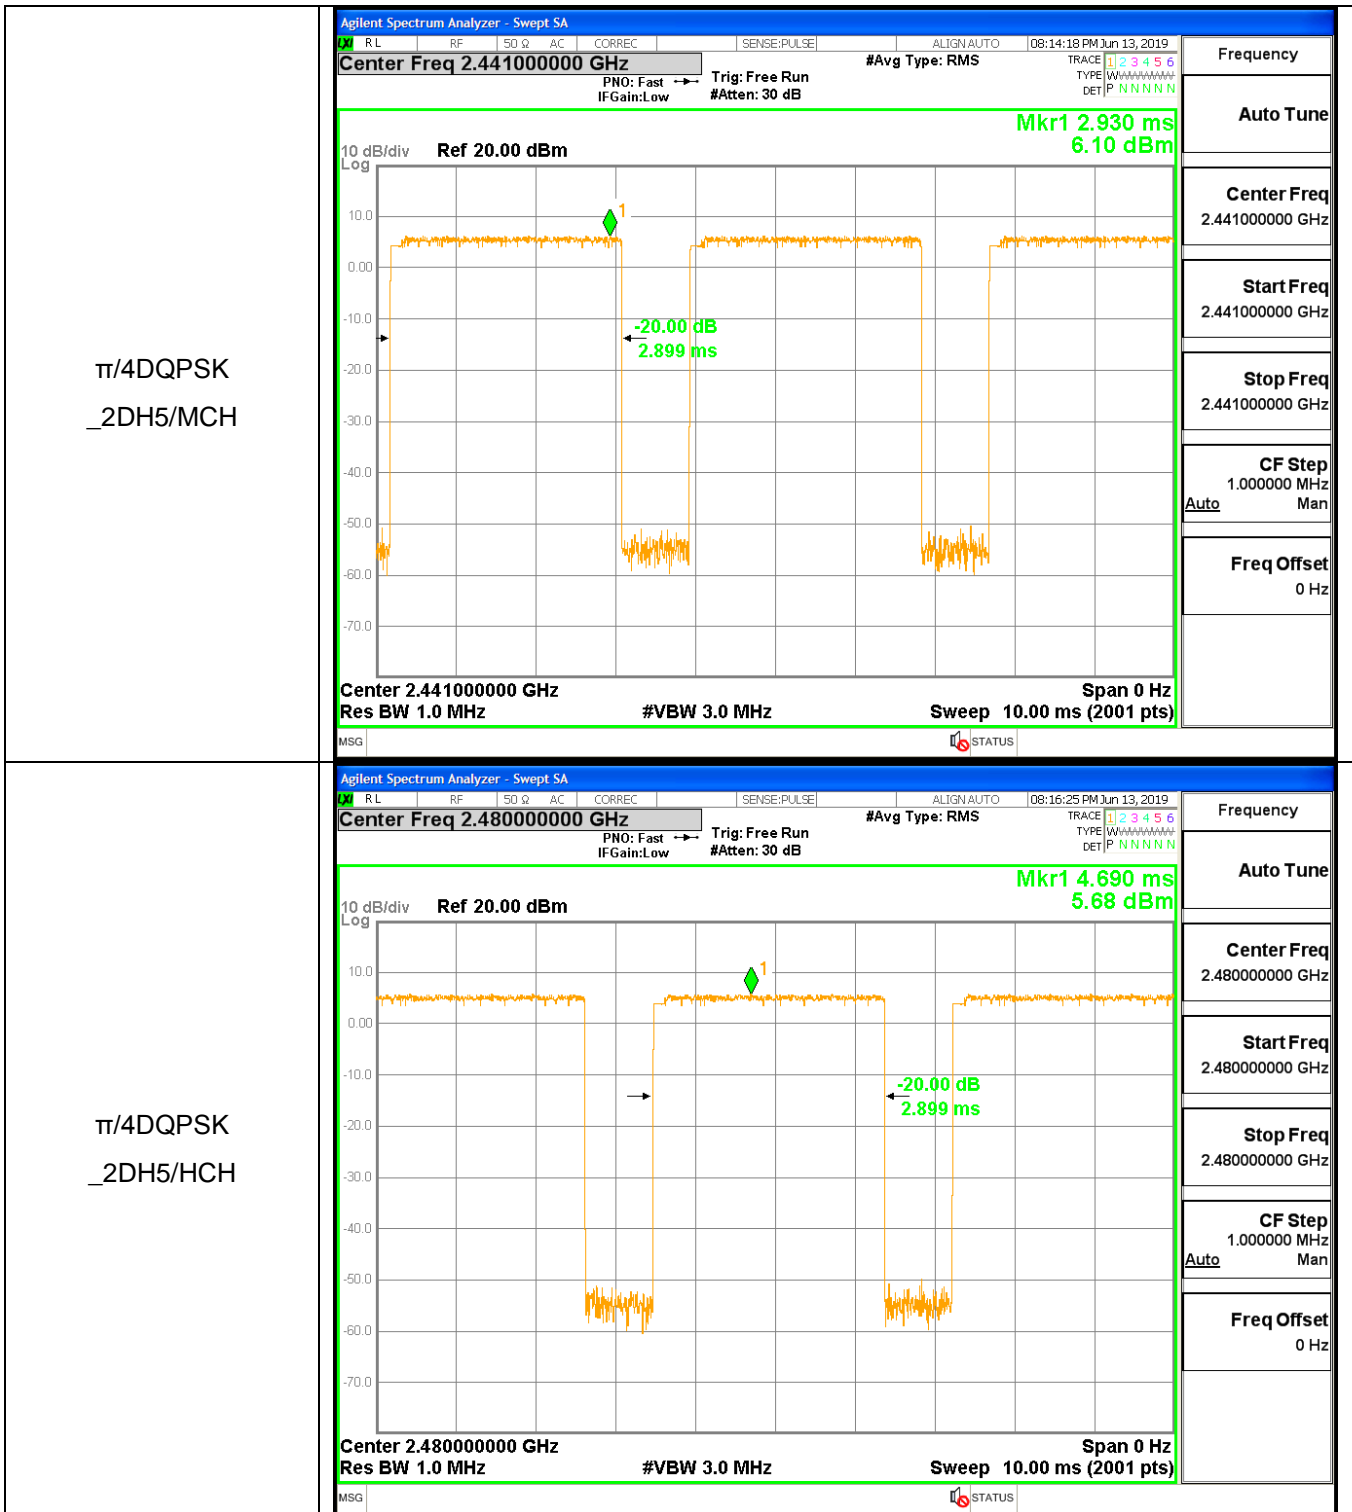 π/4DQPSK
_2DH5/MCH
Agilent Spectrum Analyzer - Swept SA
LXI RL RF 50 Ω AC CORREC SENSE:PULSE ALIGN AUTO 08:14:18 PM Jun 13, 2019
Center Freq 2.441000000 GHz #Avg Type: RMS TRACE 1 2 3 4 5 6
PNO: Fast Trig: Free Run TYPE WWWWWW
IFGain:Low #Atten: 30 dB DET P N N N N N
Mkr1 2.930 ms
6.10 dBm
10 dB/div Ref 20.00 dBm
Log
1
10.0
0.00
-10.0
-20.00 dB
2.899 ms
-20.0
-30.0
-40.0
-50.0
-60.0
-70.0
Center 2.441000000 GHz Span 0 Hz
Res BW 1.0 MHz #VBW 3.0 MHz Sweep 10.00 ms (2001 pts)
MSG STATUS
Frequency
Auto Tune
Center Freq
2.441000000 GHz
Start Freq
2.441000000 GHz
Stop Freq
2.441000000 GHz
CF Step
1.000000 MHz
Auto Man
Freq Offset
0 Hz
π/4DQPSK
_2DH5/HCH
Agilent Spectrum Analyzer - Swept SA
LXI RL RF 50 Ω AC CORREC SENSE:PULSE ALIGN AUTO 08:16:25 PM Jun 13, 2019
Center Freq 2.480000000 GHz #Avg Type: RMS TRACE 1 2 3 4 5 6
PNO: Fast Trig: Free Run TYPE WWWWWW
IFGain:Low #Atten: 30 dB DET P N N N N N
Mkr1 4.690 ms
5.68 dBm
10 dB/div Ref 20.00 dBm
Log
1
10.0
0.00
-10.0
-20.00 dB
2.899 ms
-20.0
-30.0
-40.0
-50.0
-60.0
-70.0
Center 2.480000000 GHz Span 0 Hz
Res BW 1.0 MHz #VBW 3.0 MHz Sweep 10.00 ms (2001 pts)
MSG STATUS
Frequency
Auto Tune
Center Freq
2.480000000 GHz
Start Freq
2.480000000 GHz
Stop Freq
2.480000000 GHz
CF Step
1.000000 MHz
Auto Man
Freq Offset
0 Hz